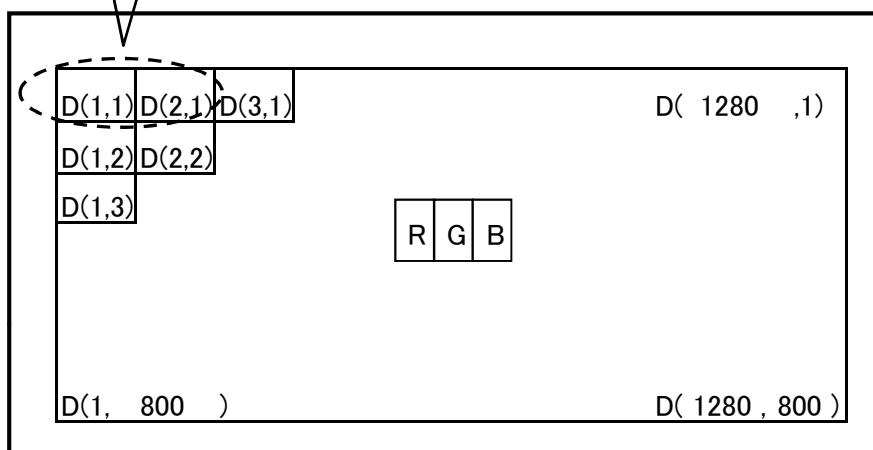 D(1,1) D(2,1) D(3,1) D( 1280 ,1)
D(1,2) D(2,2)
D(1,3)
R G B
D(1, 800 ) D( 1280 , 800 )